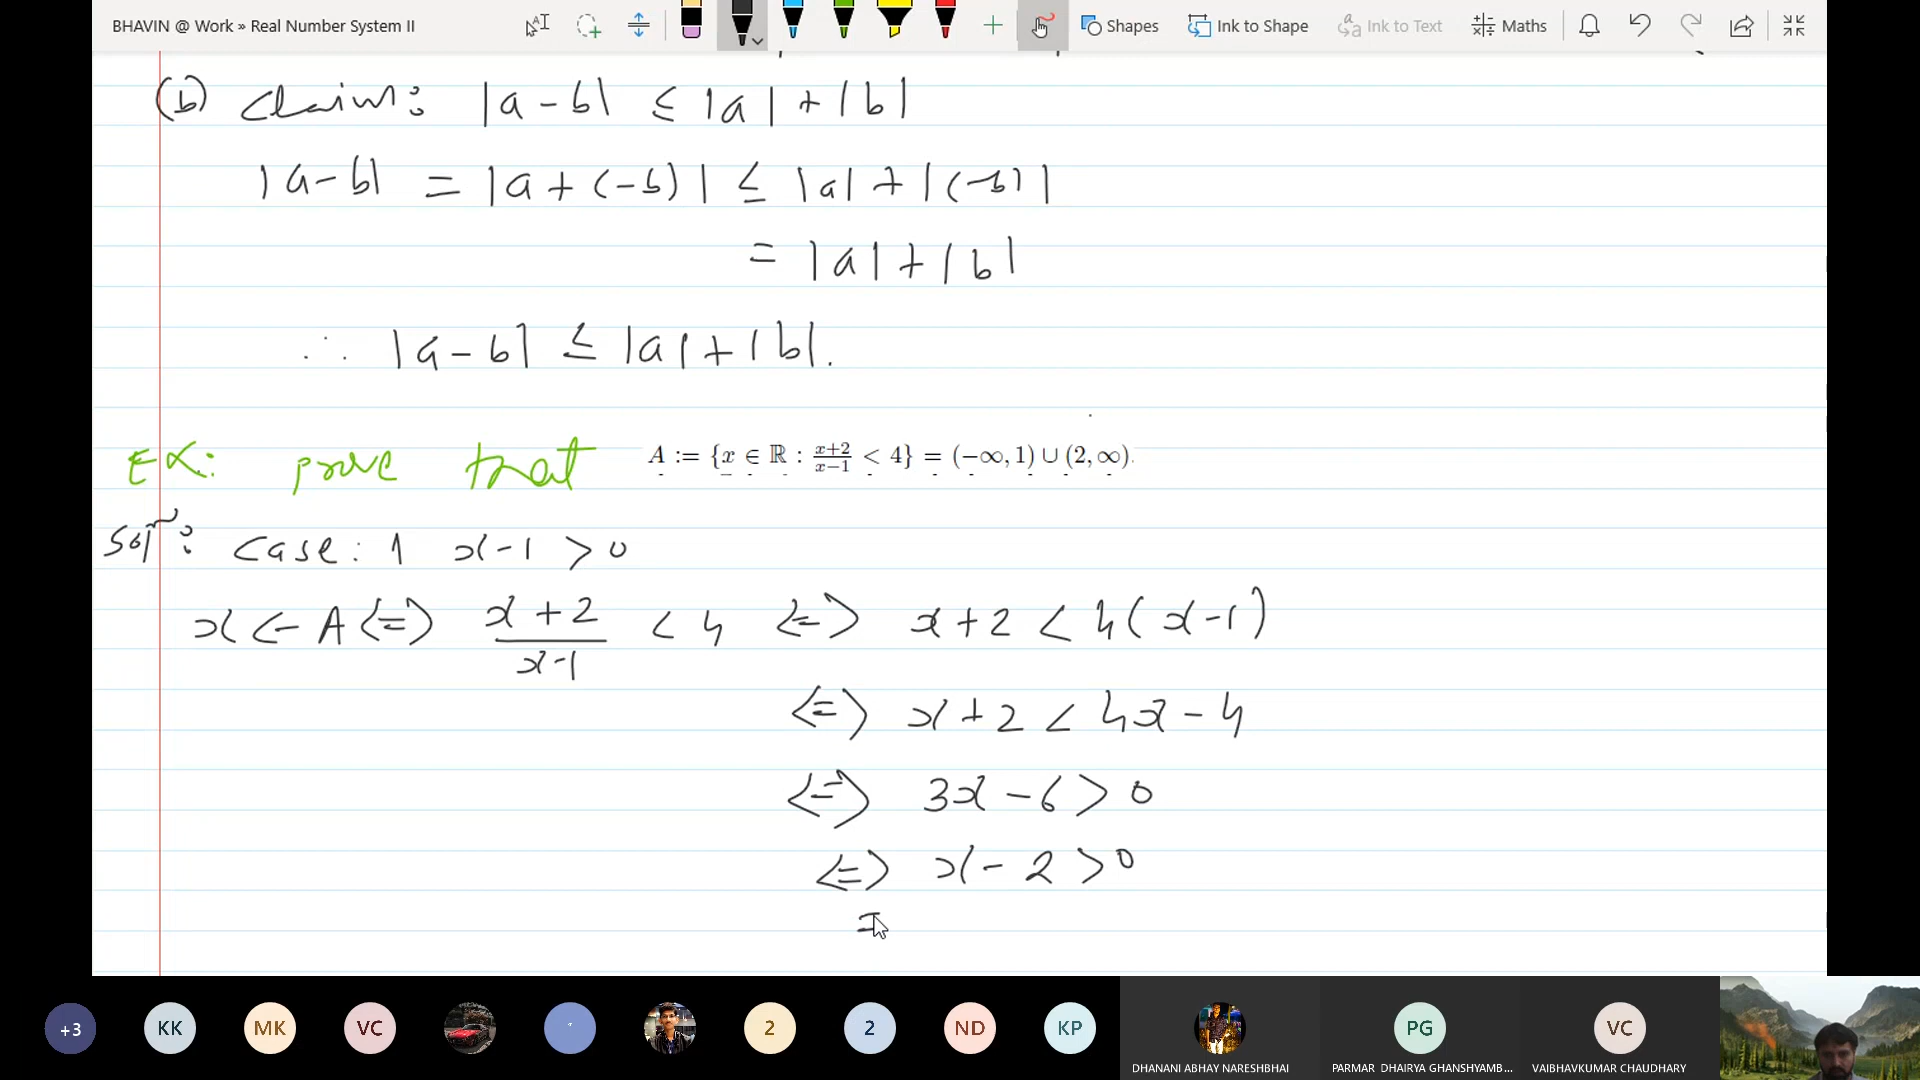 BHAVIN @ Work » Real Number System II
Shapes
Ink to Shape
Ink to Text
Maths
(b) Claim: |a - b| ≤ |a| + |b|
|a - b| = |a + (-b)| ≤ |a| + |(-b)|
= |a| + |b|
∴ |a - b| ≤ |a| + |b|.
EX: prove that A := {x ∈ ℝ : x+2/x−1 < 4} = (−∞, 1) ∪ (2, ∞).
Solⁿ: Case: 1 x-1 > 0
x ∈ A <=> x+2/x-1 < 4 <=> x+2 < 4(x-1)
<=> x+2 < 4x - 4
<=> 3x - 6 > 0
<=> x - 2 > 0
=
+3
KK
MK
VC
2
2
ND
KP
DHANANI ABHAY NARESHBHAI
PG
PARMAR DHAIRYA GHANSHYAMB...
VC
VAIBHAVKUMAR CHAUDHARY